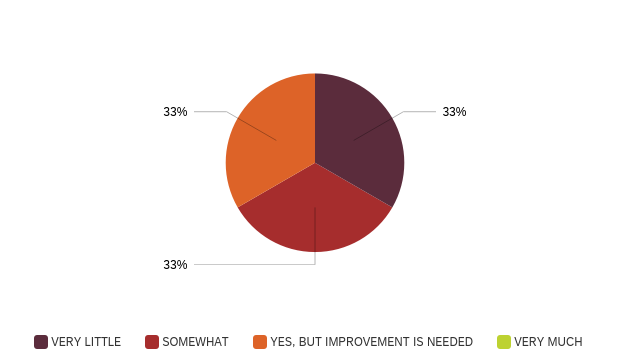 33%
33%
33%
VERY LITTLE
SOMEWHAT
YES, BUT IMPROVEMENT IS NEEDED
VERY MUCH